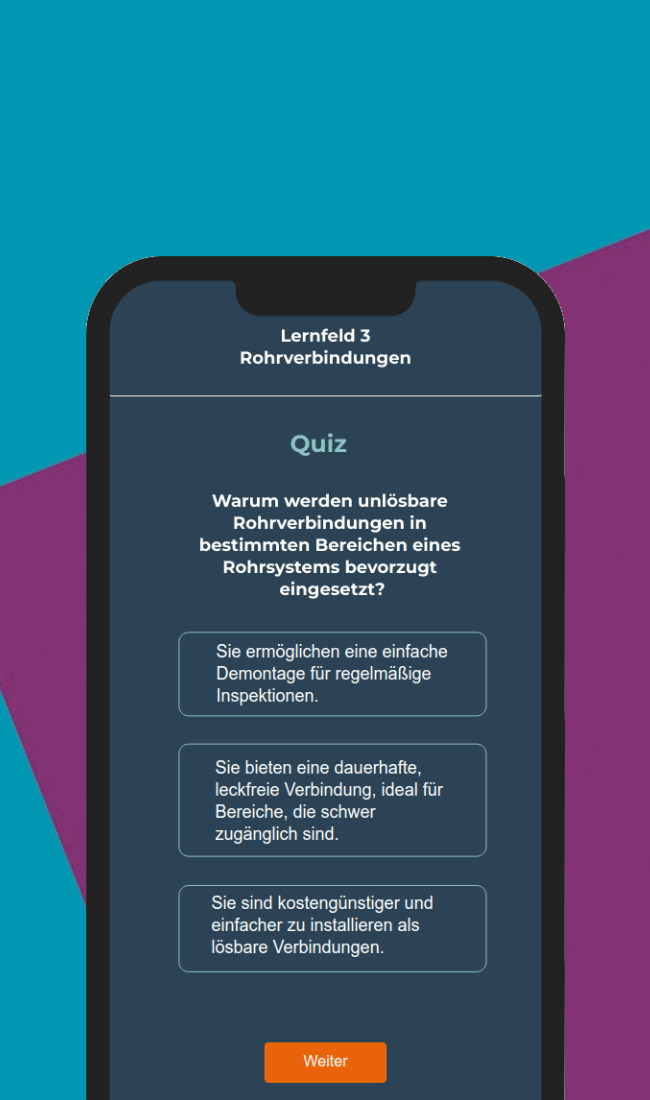 Lernfeld 3
Rohrverbindungen
Quiz
Warum werden unlösbare
Rohrverbindungen in
bestimmten Bereichen eines
Rohrsystems bevorzugt
eingesetzt?
Sie ermöglichen eine einfache
Demontage für regelmäßige
Inspektionen.
Sie bieten eine dauerhafte,
leckfreie Verbindung, ideal für
Bereiche, die schwer
zugänglich sind.
Sie sind kostengünstiger und
einfacher zu installieren als
lösbare Verbindungen.
Weiter